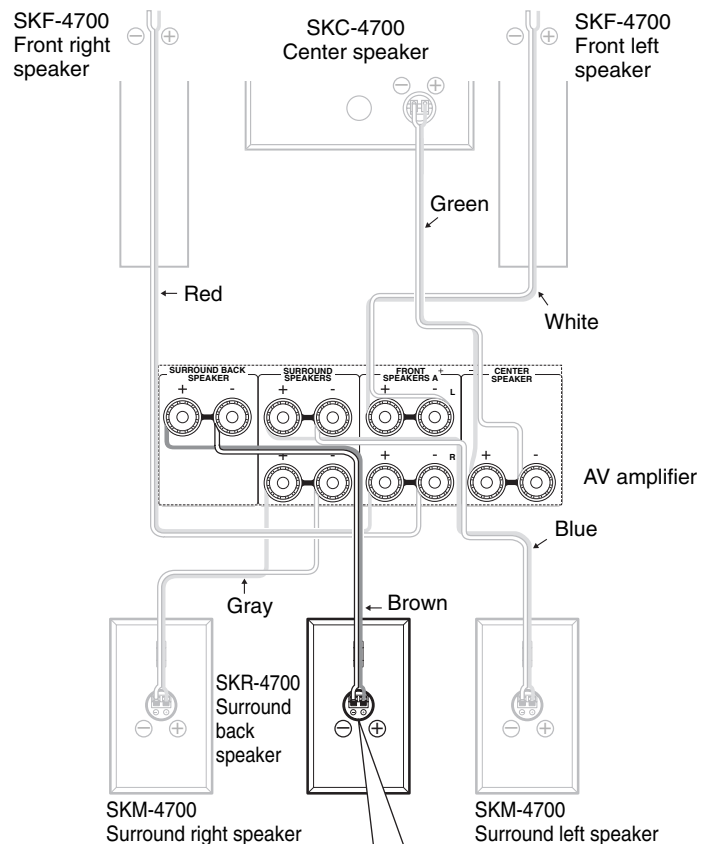 SKF-4700
Front right
speaker
SKC-4700
Center speaker
SKF-4700
Front left
speaker
Green
Red
White
SURROUND BACK
SPEAKER
SURROUND
SPEAKERS
FRONT
SPEAKERS A
CENTER
SPEAKER
+ - + - + - L
+ - + - R + -
AV amplifier
Blue
Gray
Brown
SKR-4700
Surround
back
speaker
SKM-4700
Surround right speaker
SKM-4700
Surround left speaker